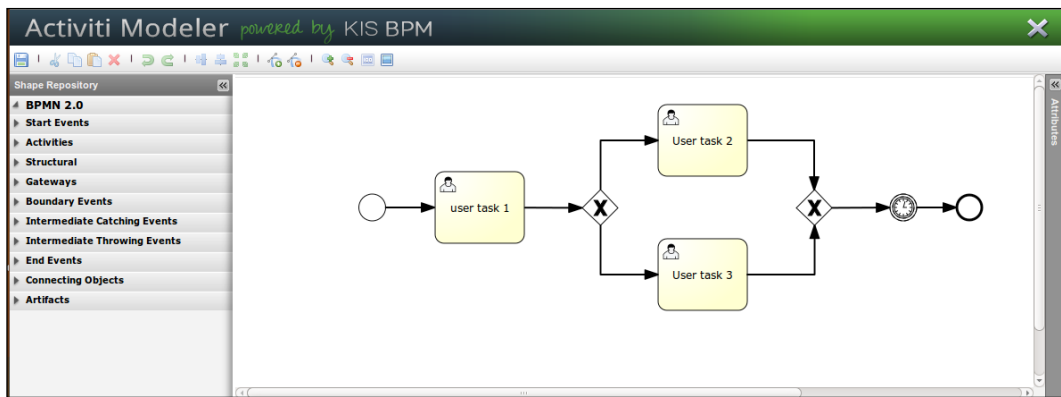 Activiti Modeler powered by KIS BPM
Shape Repository
BPMN 2.0
Start Events
Activities
Structural
Gateways
Boundary Events
Intermediate Catching Events
Intermediate Throwing Events
End Events
Connecting Objects
Artifacts
user task 1
User task 2
User task 3
Attributes